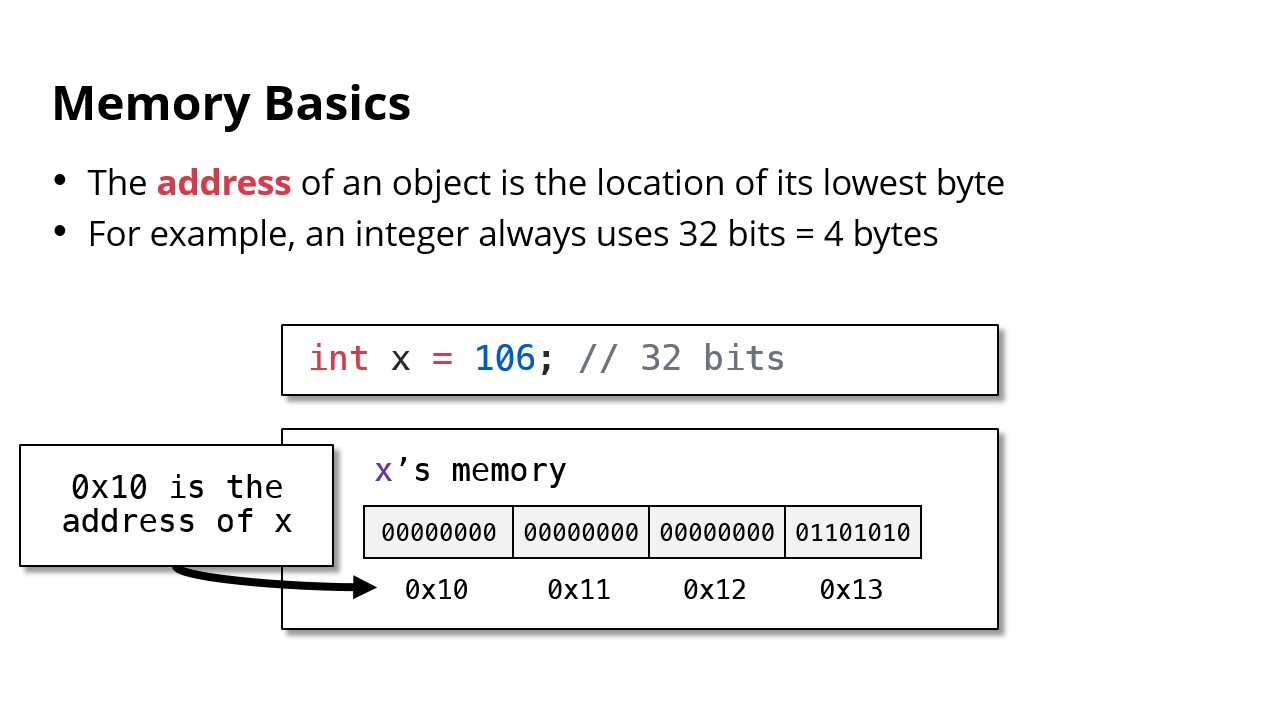 Memory Basics
• The address of an object is the location of its lowest byte
• For example, an integer always uses 32 bits = 4 bytes
int x = 106; // 32 bits
0x10 is the
address of x
x’s memory
00000000 00000000 00000000 01101010
0x10 0x11 0x12 0x13